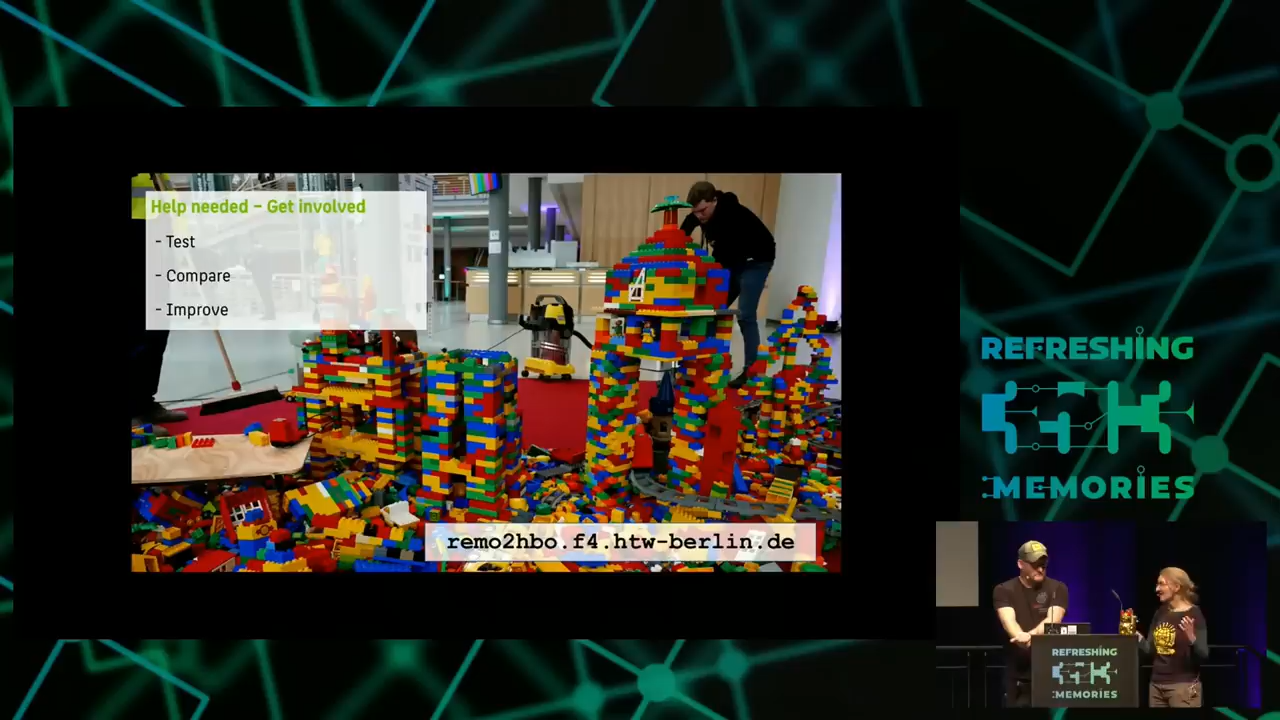 Help needed – Get involved
- Test
- Compare
- Improve
remo2hbo.f4.htw-berlin.de
REFRESHING
MEMORIES
REFRESHING
MEMORIES